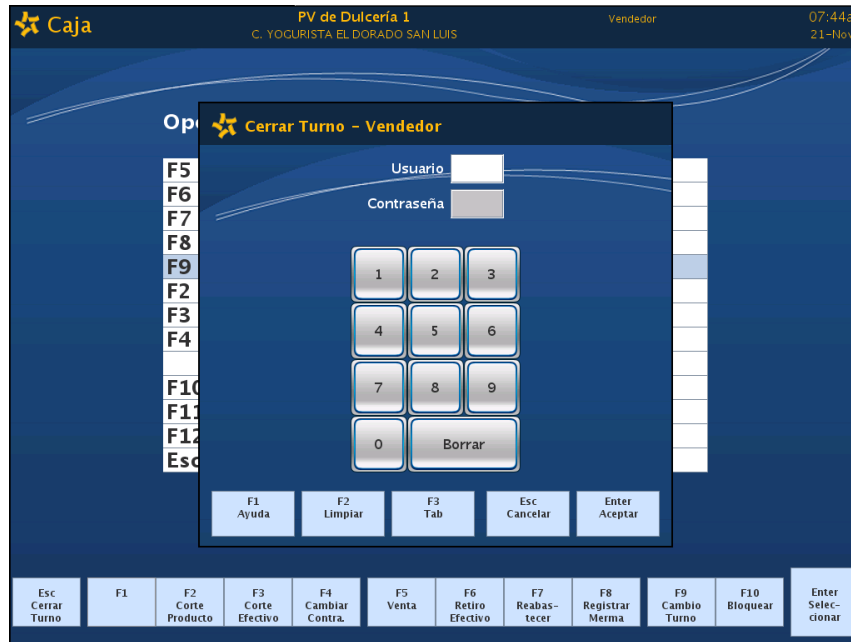 Caja
PV de Dulcería 1
C. YOGURISTA EL DORADO SAN LUIS
Vendedor
07:44a
21-Nov
Cerrar Turno - Vendedor
F5
F6
F7
F8
F9
F2
F3
F4
F10
F11
F12
Esc
Usuario
Contraseña
1 2 3
4 5 6
7 8 9
0 Borrar
F1
Ayuda
F2
Limpiar
F3
Tab
Esc
Cancelar
Enter
Aceptar
Esc
Cerrar
Turno
F1
F2
Corte
Producto
F3
Corte
Efectivo
F4
Cambiar
Contra.
F5
Venta
F6
Retiro
Efectivo
F7
Reabas-
tecer
F8
Registrar
Merma
F9
Cambio
Turno
F10
Bloquear
Enter
Selec-
cionar